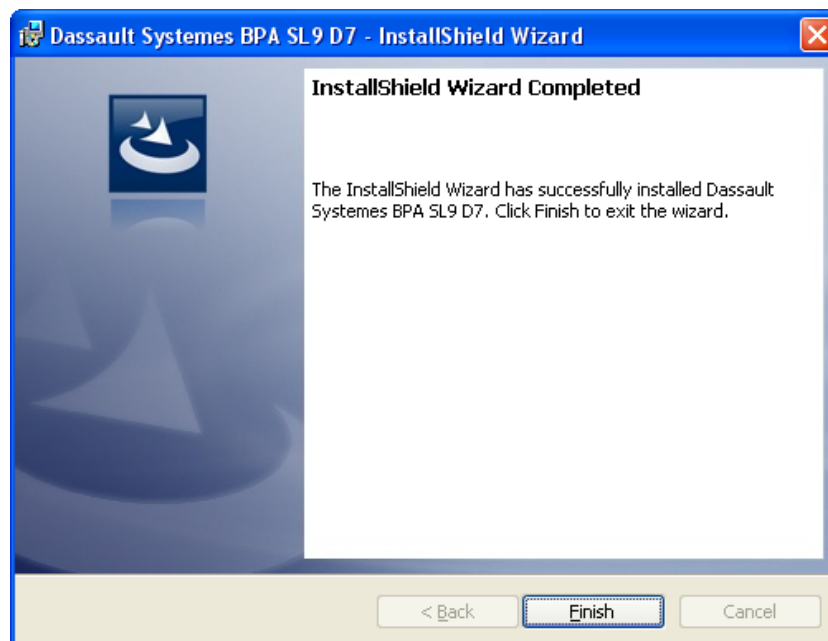 Dassault Systemes BPA SL9 D7 - InstallShield Wizard
InstallShield Wizard Completed
The InstallShield Wizard has successfully installed Dassault
Systemes BPA SL9 D7. Click Finish to exit the wizard.
< Back Finish Cancel